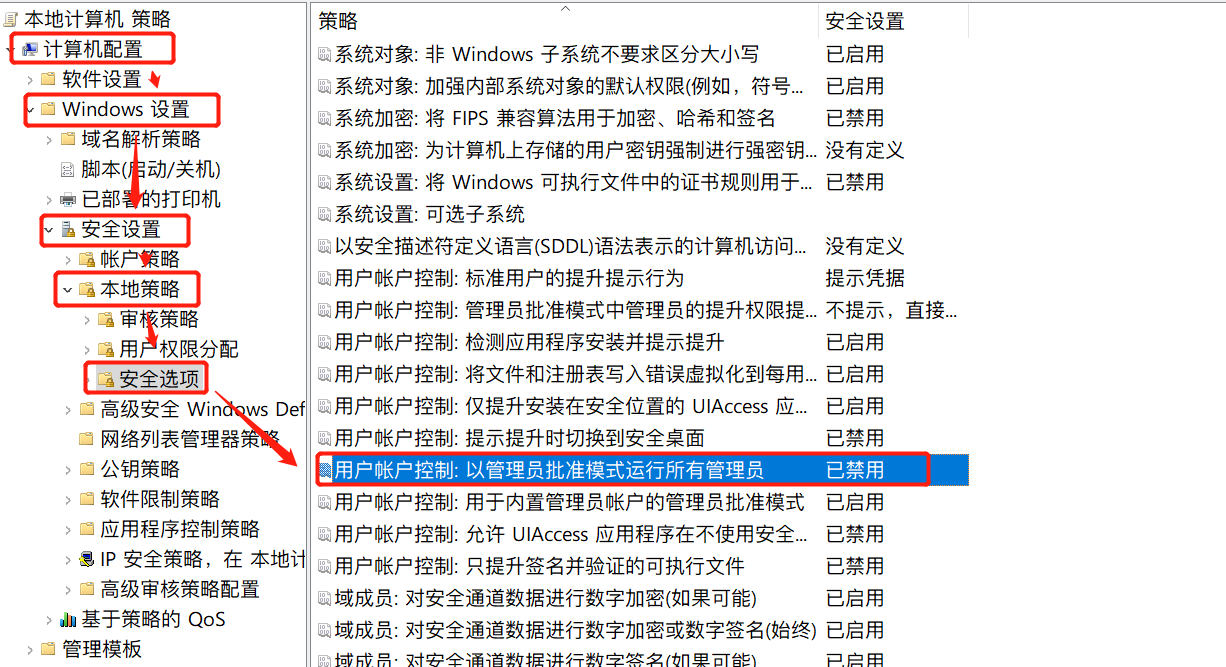 本地计算机 策略
计算机配置
软件设置
Windows 设置
域名解析策略
脚本(启动/关机)
已部署的打印机
安全设置
帐户策略
本地策略
审核策略
用户权限分配
安全选项
高级安全 Windows Def
网络列表管理器策略
公钥策略
软件限制策略
应用程序控制策略
IP 安全策略，在 本地计
高级审核策略配置
基于策略的 QoS
管理模板
策略 安全设置
系统对象: 非 Windows 子系统不要求区分大小写 已启用
系统对象: 加强内部系统对象的默认权限(例如，符号... 已启用
系统加密: 将 FIPS 兼容算法用于加密、哈希和签名 已禁用
系统加密: 为计算机上存储的用户密钥强制进行强密钥... 没有定义
系统设置: 将 Windows 可执行文件中的证书规则用于... 已禁用
系统设置: 可选子系统
以安全描述符定义语言(SDDL)语法表示的计算机访问... 没有定义
用户帐户控制: 标准用户的提升提示行为 提示凭据
用户帐户控制: 管理员批准模式中管理员的提升权限提... 不提示，直接...
用户帐户控制: 检测应用程序安装并提示提升 已启用
用户帐户控制: 将文件和注册表写入错误虚拟化到每用... 已启用
用户帐户控制: 仅提升安装在安全位置的 UIAccess 应... 已启用
用户帐户控制: 提示提升时切换到安全桌面 已禁用
用户帐户控制: 以管理员批准模式运行所有管理员 已禁用
用户帐户控制: 用于内置管理员帐户的管理员批准模式 已启用
用户帐户控制: 允许 UIAccess 应用程序在不使用安全... 已禁用
用户帐户控制: 只提升签名并验证的可执行文件 已禁用
域成员: 对安全通道数据进行数字加密(如果可能) 已启用
域成员: 对安全通道数据进行数字加密或数字签名(始终) 已启用
域成员: 对安全通道数据进行数字签名(如果可能) 已启用